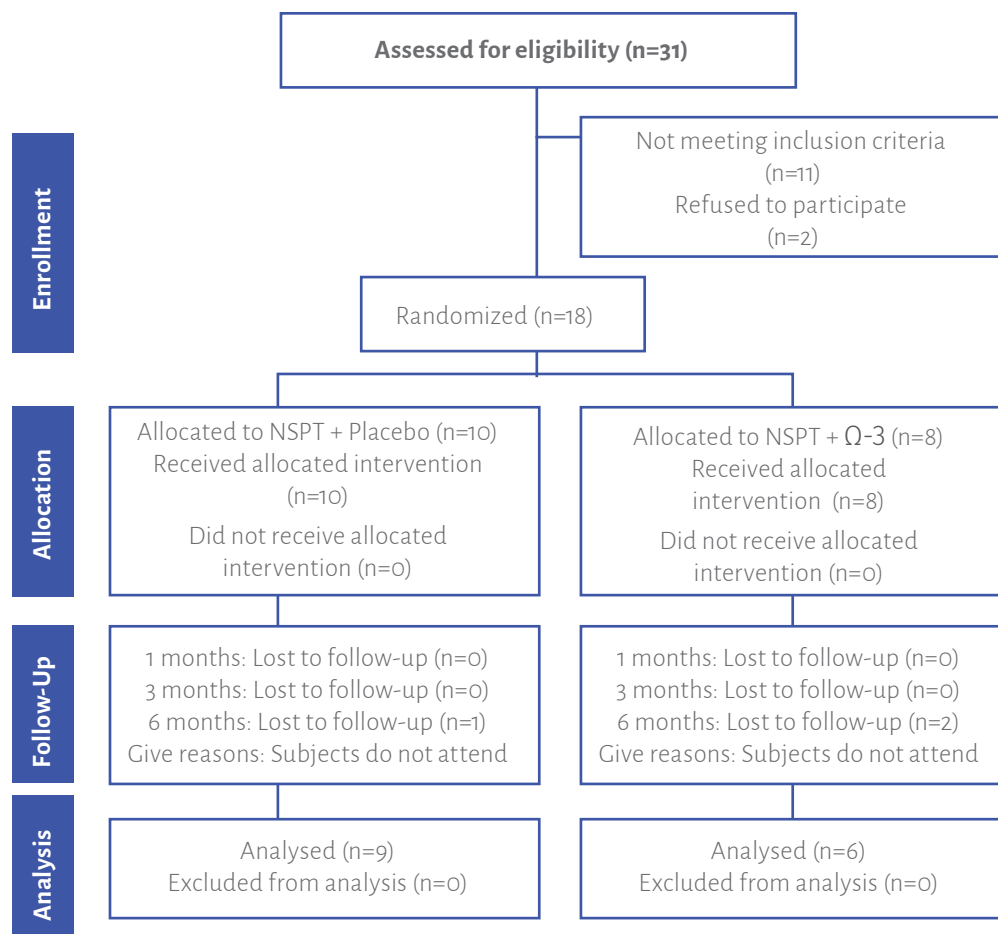 Assessed for eligibility (n=31)
Enrollment
Not meeting inclusion criteria
(n=11)
Refused to participate
(n=2)
Randomized (n=18)
Allocation
Allocated to NSPT + Placebo (n=10)
Received allocated intervention
(n=10)
Did not receive allocated
intervention (n=0)
Allocated to NSPT + Ω-3 (n=8)
Received allocated
intervention (n=8)
Did not receive allocated
intervention (n=0)
Follow-Up
1 months: Lost to follow-up (n=0)
3 months: Lost to follow-up (n=0)
6 months: Lost to follow-up (n=1)
Give reasons: Subjects do not attend
1 months: Lost to follow-up (n=0)
3 months: Lost to follow-up (n=0)
6 months: Lost to follow-up (n=2)
Give reasons: Subjects do not attend
Analysis
Analysed (n=9)
Excluded from analysis (n=0)
Analysed (n=6)
Excluded from analysis (n=0)